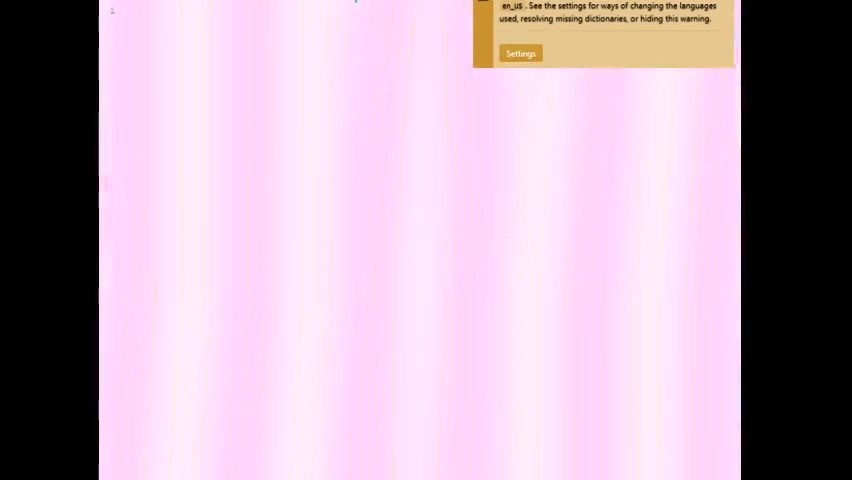 i
en_US . See the settings for ways of changing the languages
used, resolving missing dictionaries, or hiding this warning.
Settings